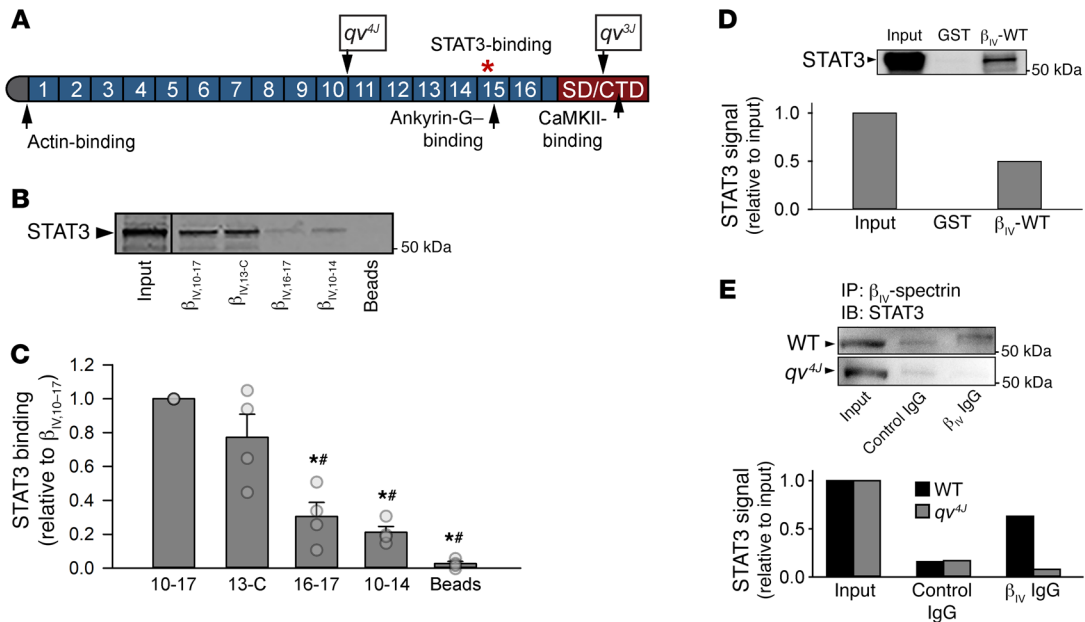 A
qv4J
qv3J
STAT3-binding
*
1 2 3 4 5 6 7 8 9 10 11 12 13 14 15 16 SD/CTD
Actin-binding
Ankyrin-G–
binding
CaMKII-
binding
B
STAT3
50 kDa
Input
βIV,10-17
βIV,13-C
βIV,16-17
βIV,10-14
Beads
C
STAT3 binding
(relative to βIV,10–17)
1.2
1.0
0.8
0.6
0.4
0.2
0.0
*#
*#
*#
10-17 13-C 16-17 10-14 Beads
D
Input GST βIV-WT
STAT3
50 kDa
STAT3 signal
(relative to input)
1.0
0.5
0.0
Input GST βIV-WT
E
IP: βIV-spectrin
IB: STAT3
WT
50 kDa
qv4J
50 kDa
Input
Control IgG
βIV IgG
STAT3 signal
(relative to input)
1.0
0.5
0.0
WT
qv4J
Input
Control
IgG
βIV IgG